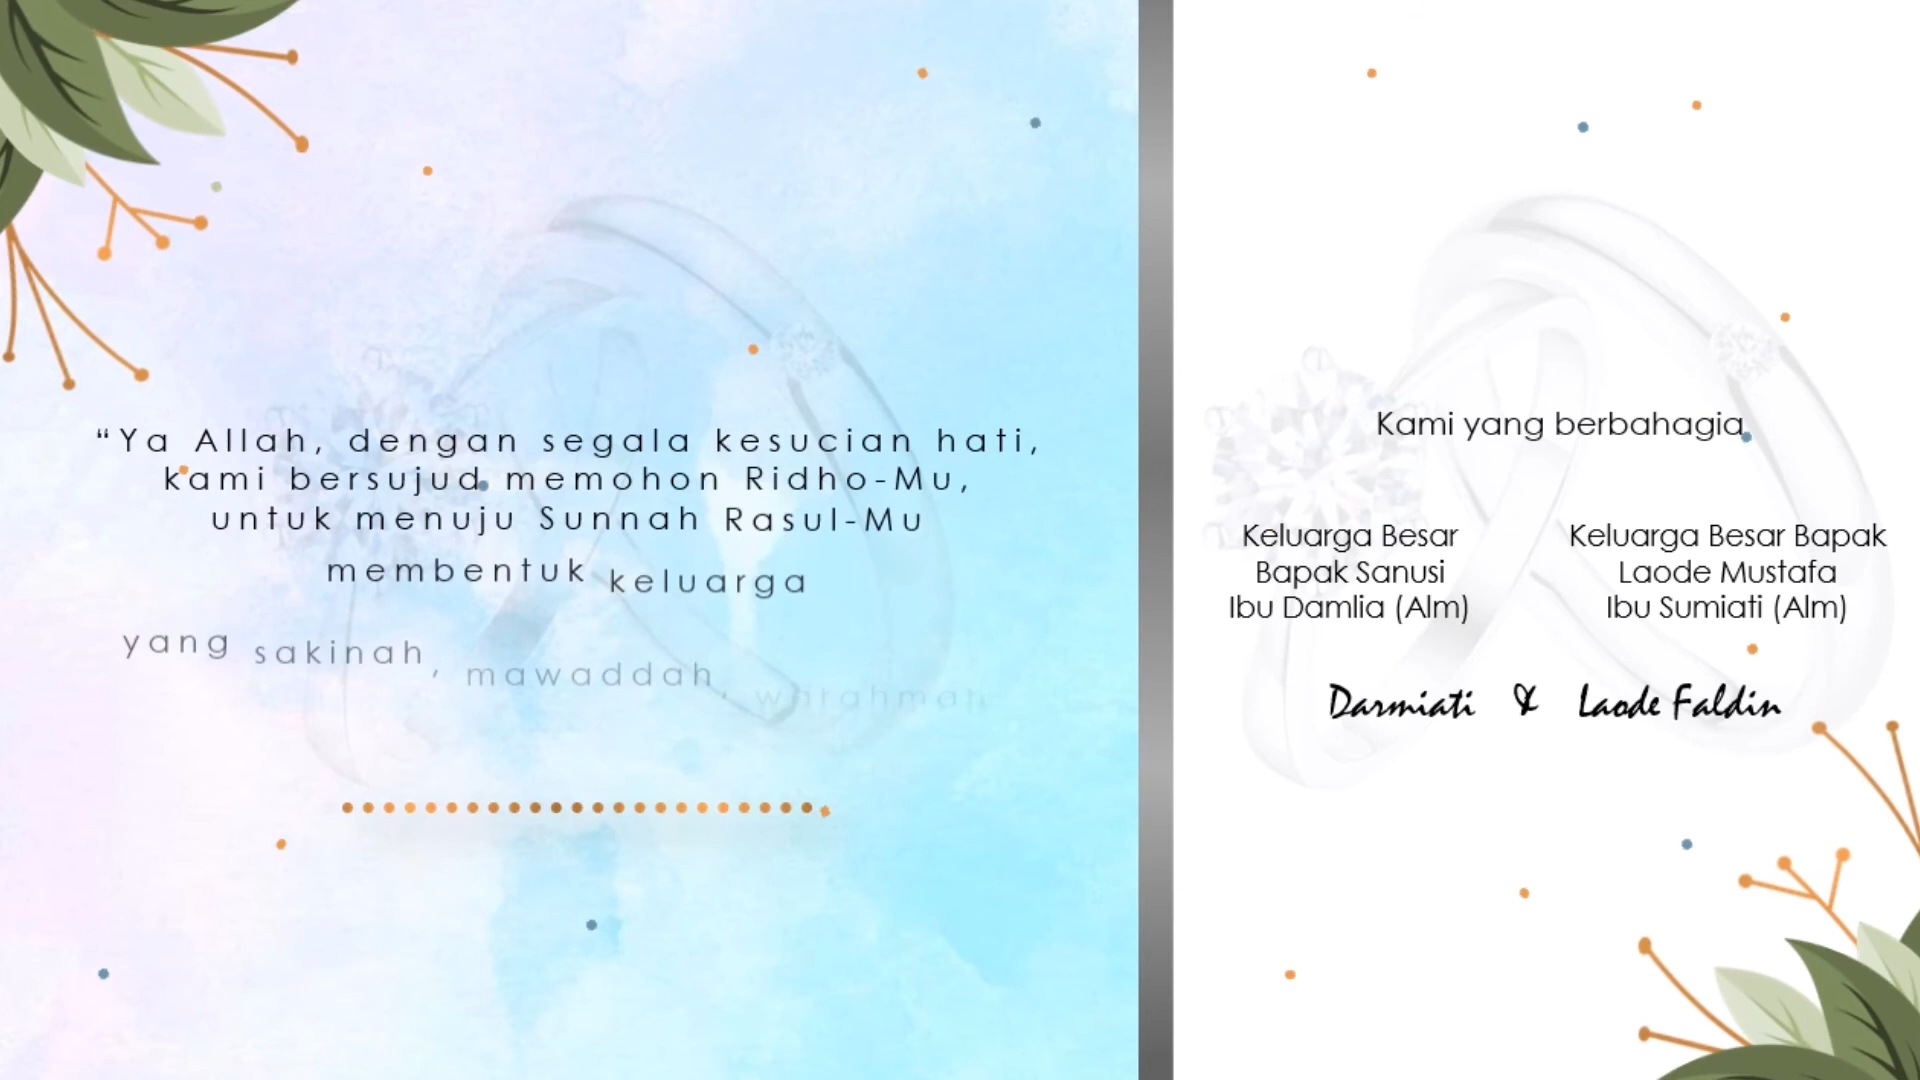 “Ya Allah, dengan segala kesucian hati,
kami bersujud memohon Ridho-Mu,
untuk menuju Sunnah Rasul-Mu
membentuk keluarga
yang sakinah, mawaddah, warahmah
Kami yang berbahagia
Keluarga Besar
Bapak Sanusi
Ibu Damlia (Alm)
Keluarga Besar Bapak
Laode Mustafa
Ibu Sumiati (Alm)
Darmiati & Laode Faldin